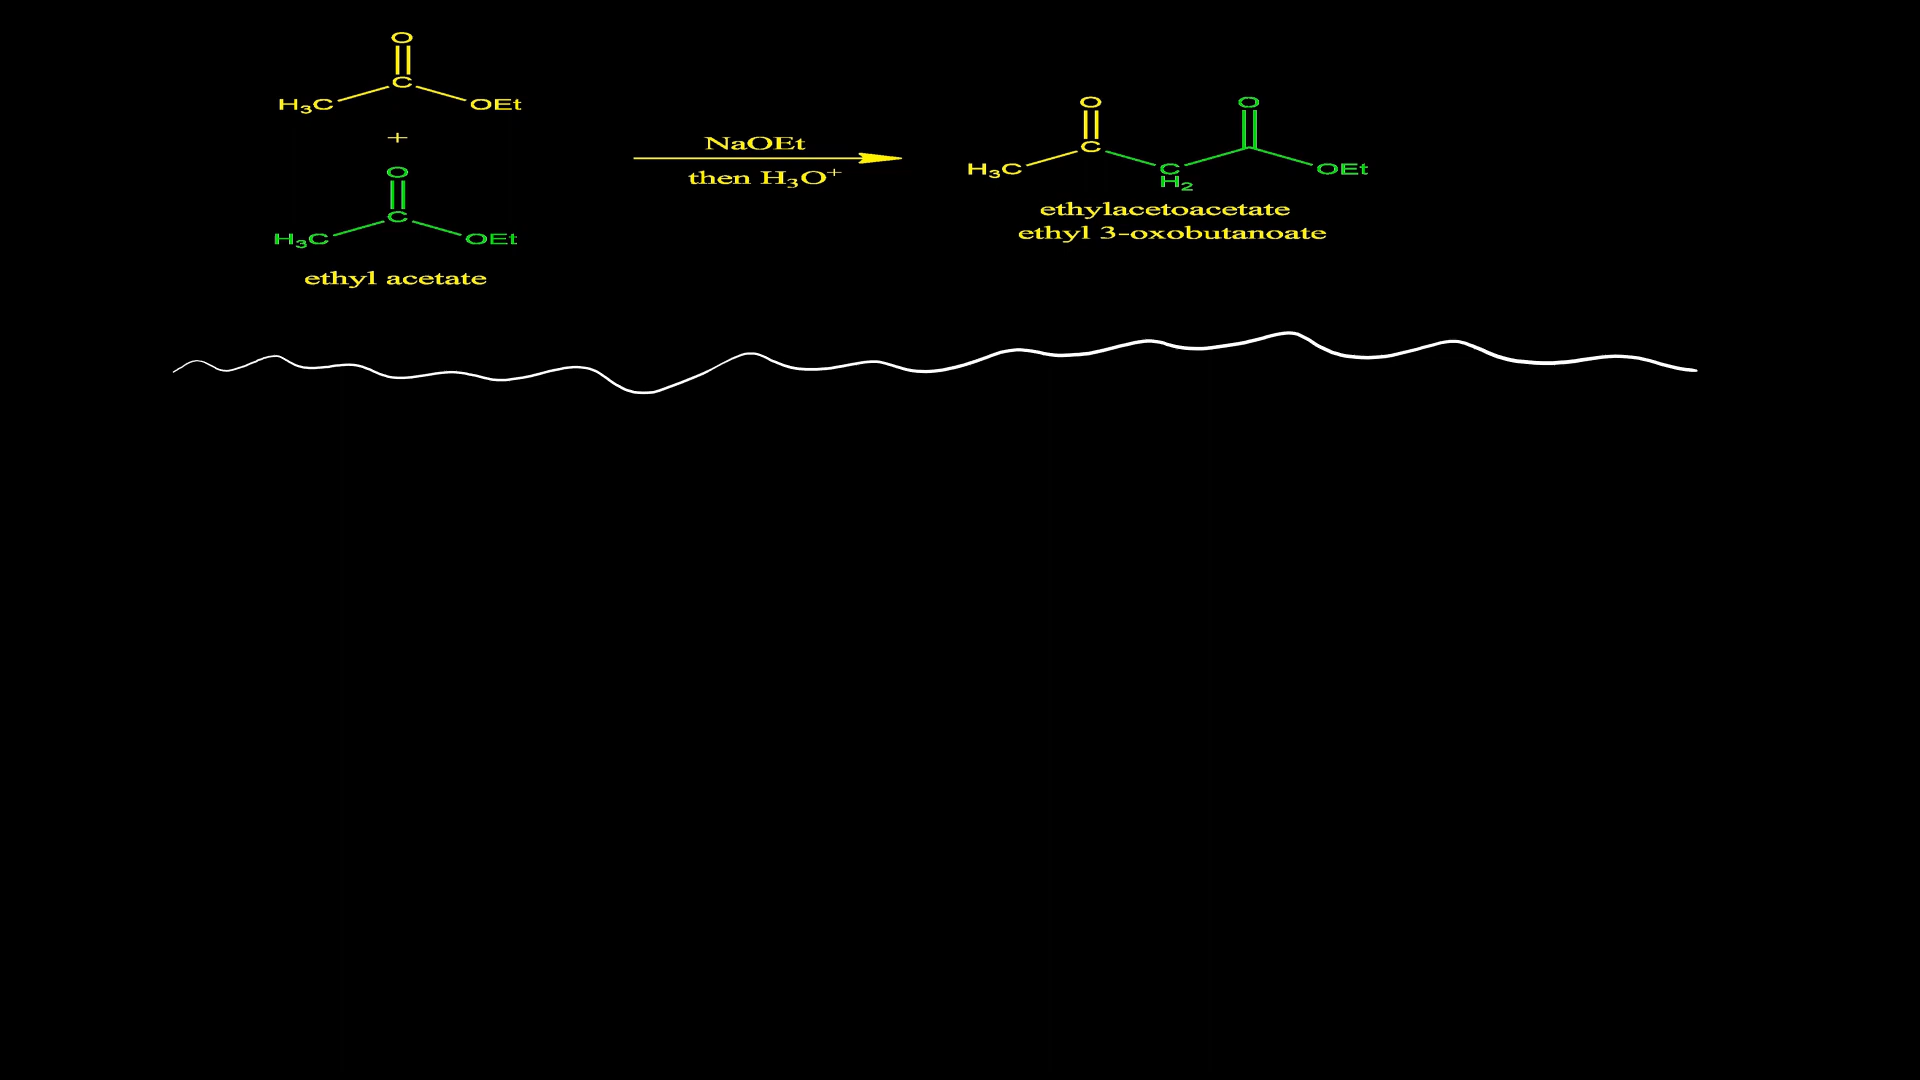 O
C
H₃C OEt
+
O
C
H₃C OEt
ethyl acetate
NaOEt
then H₃O⁺
O O
C
H₃C C OEt
H₂
ethylacetoacetate
ethyl 3-oxobutanoate